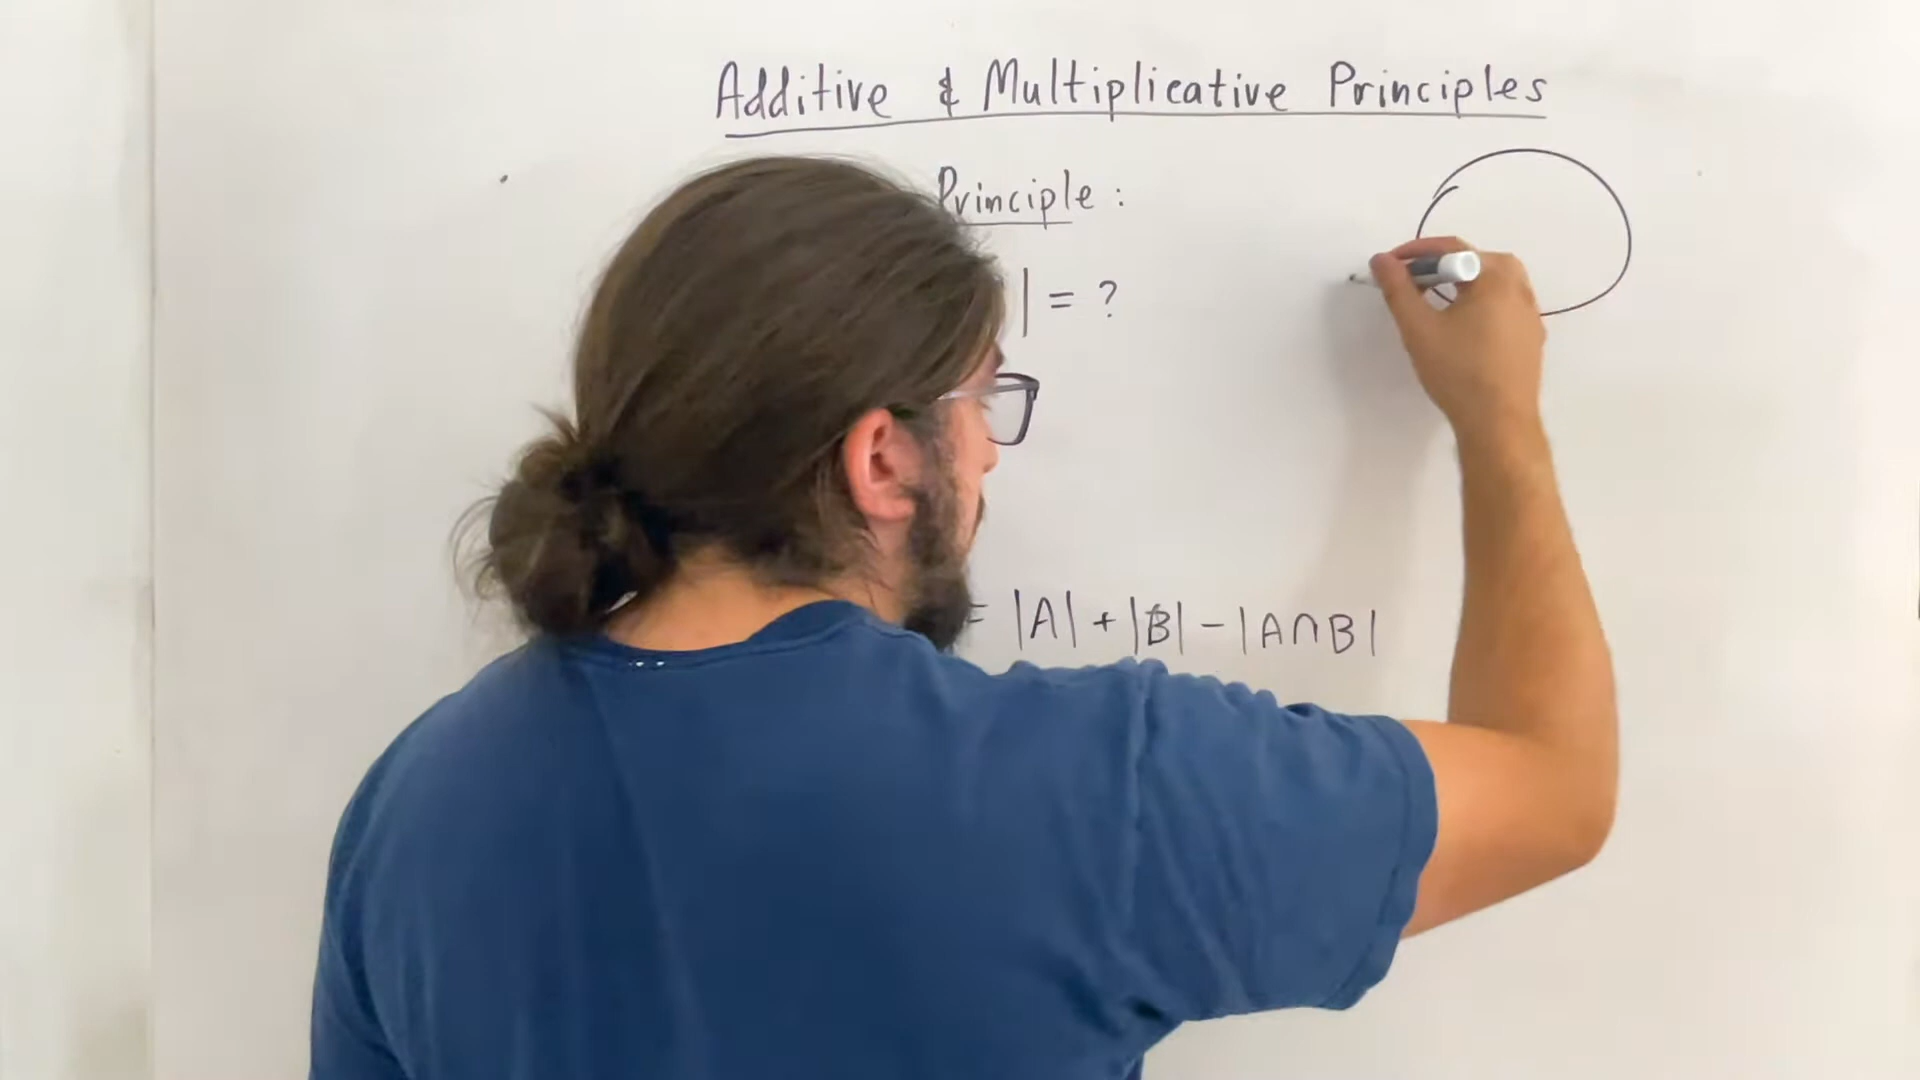 Additive & Multiplicative Principles
Principle :
| = ?
= |A| + |B| - |A∩B|